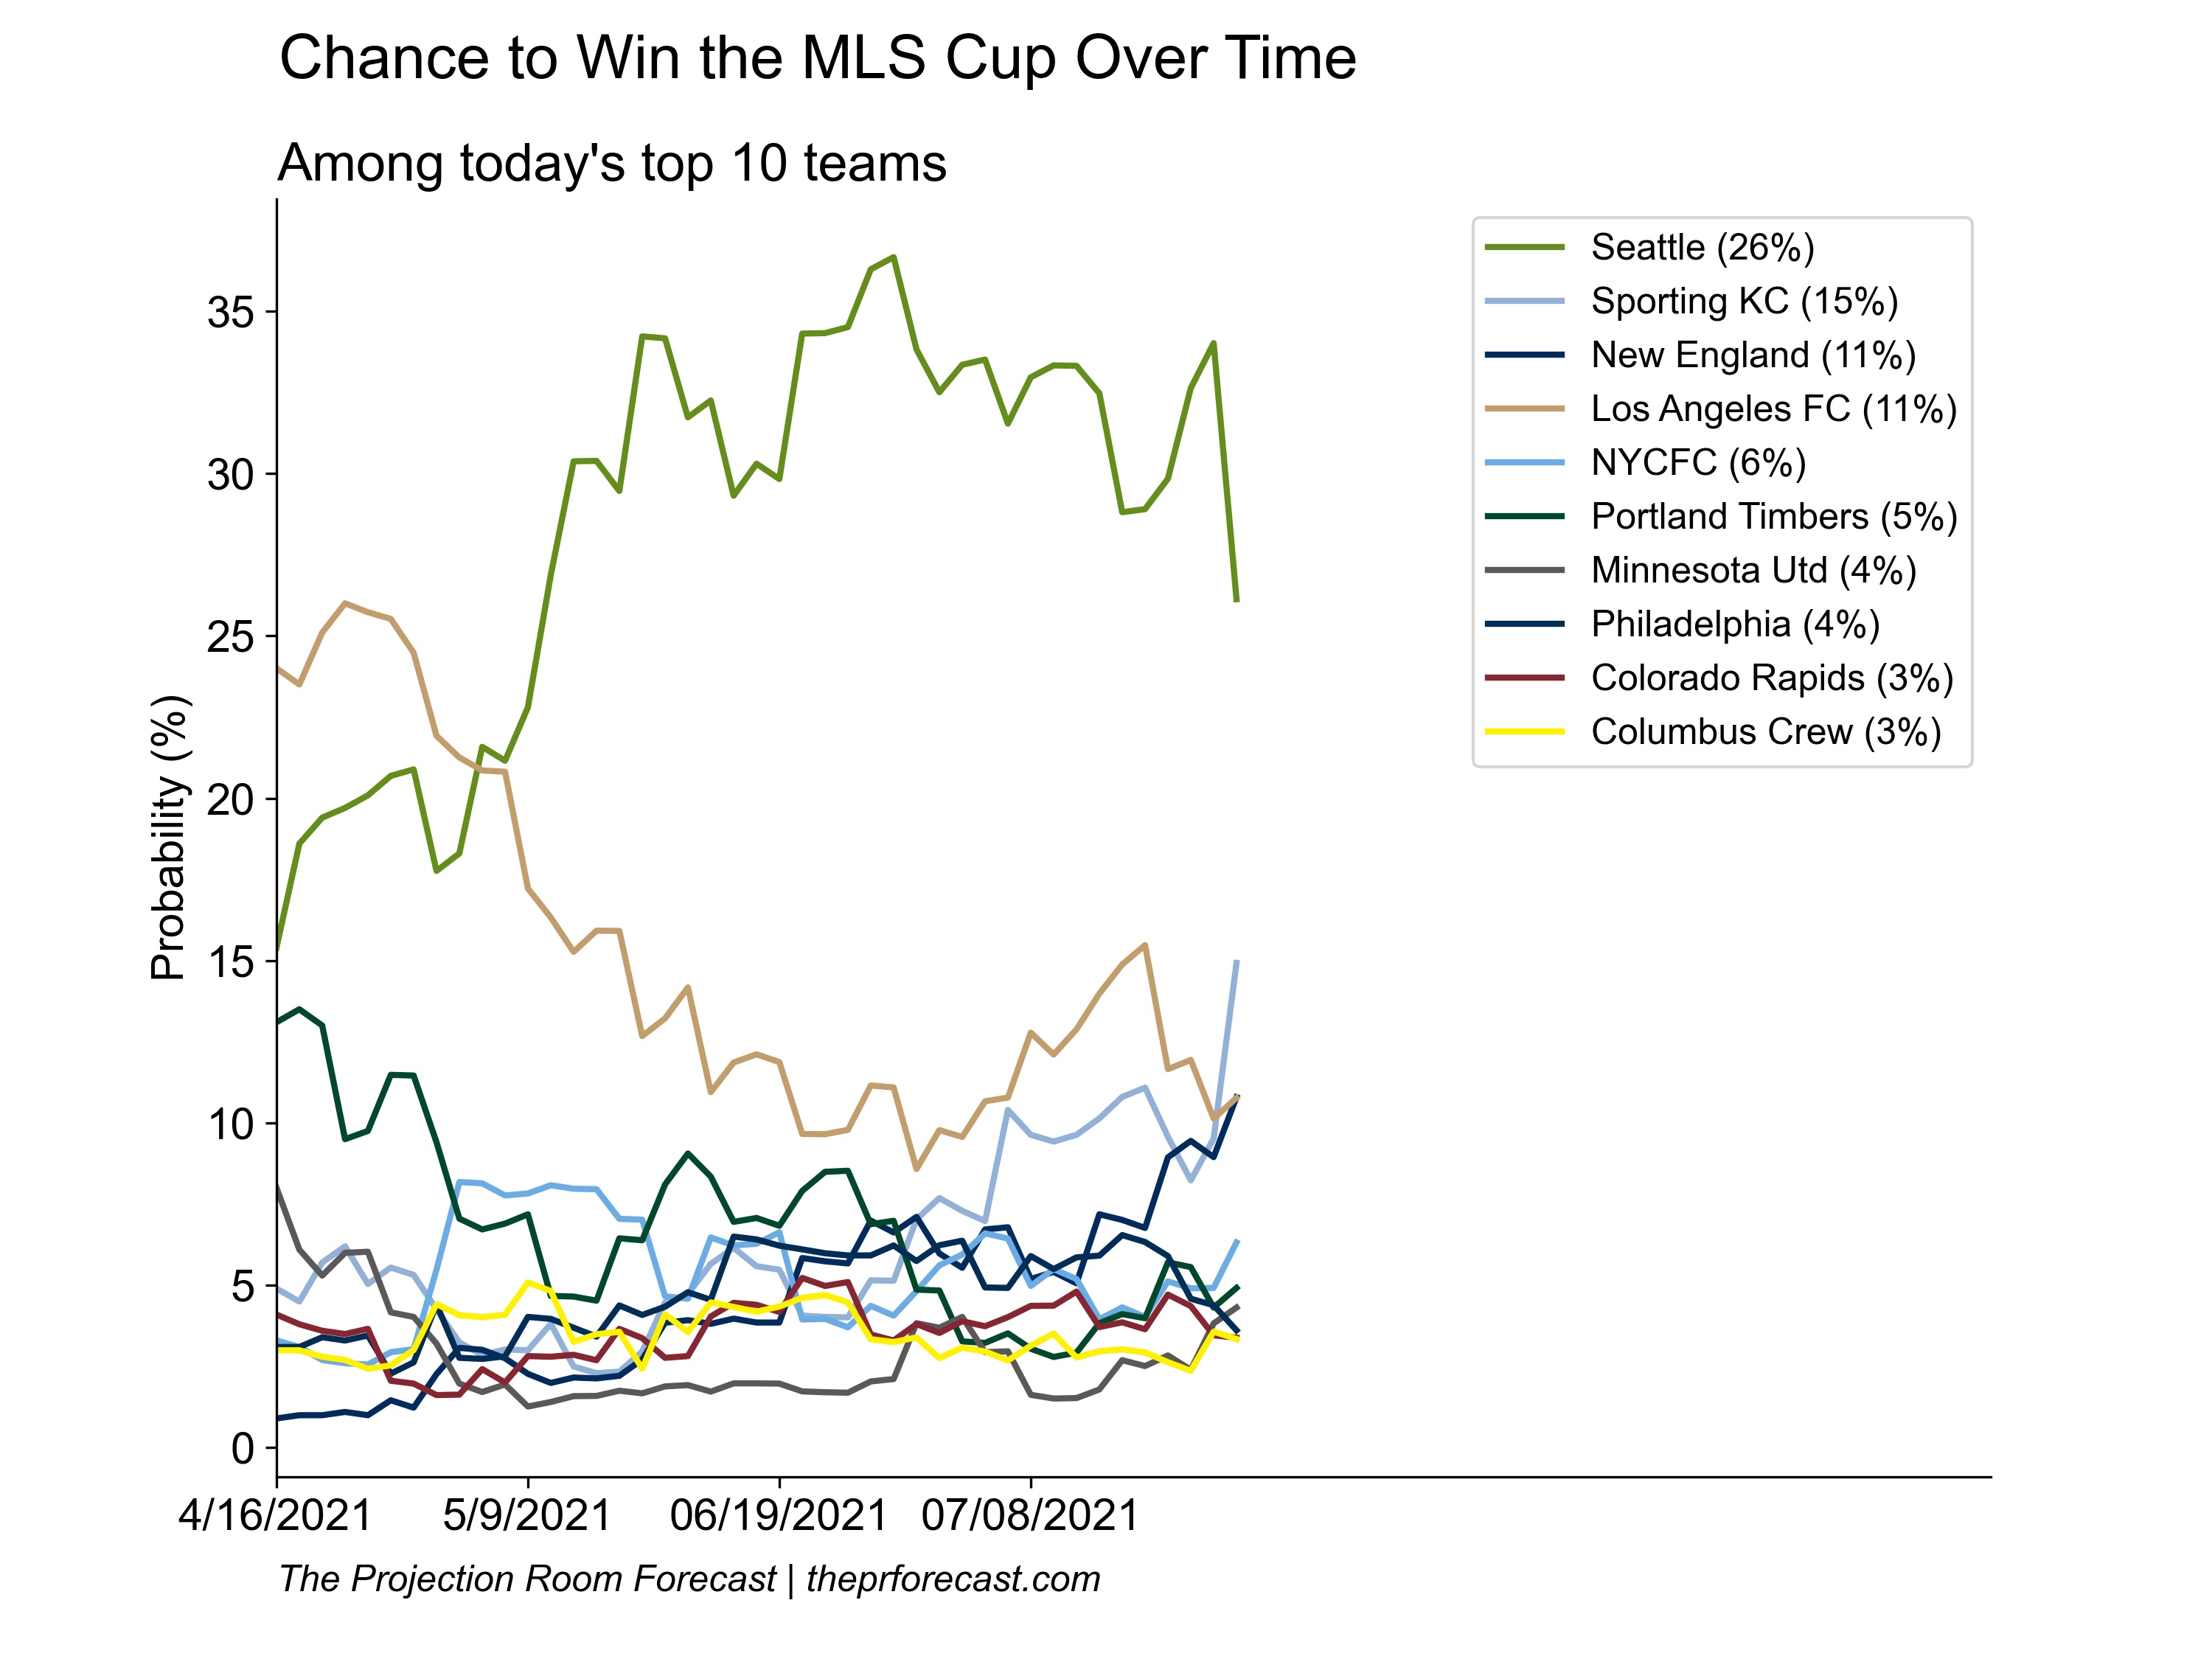 Chance to Win the MLS Cup Over Time
Among today's top 10 teams
Seattle (26%)
Sporting KC (15%)
New England (11%)
Los Angeles FC (11%)
NYCFC (6%)
Portland Timbers (5%)
Minnesota Utd (4%)
Philadelphia (4%)
Colorado Rapids (3%)
Columbus Crew (3%)
Probability (%)
35
30
25
20
15
10
5
0
4/16/2021 5/9/2021 06/19/2021 07/08/2021
The Projection Room Forecast | theprforecast.com